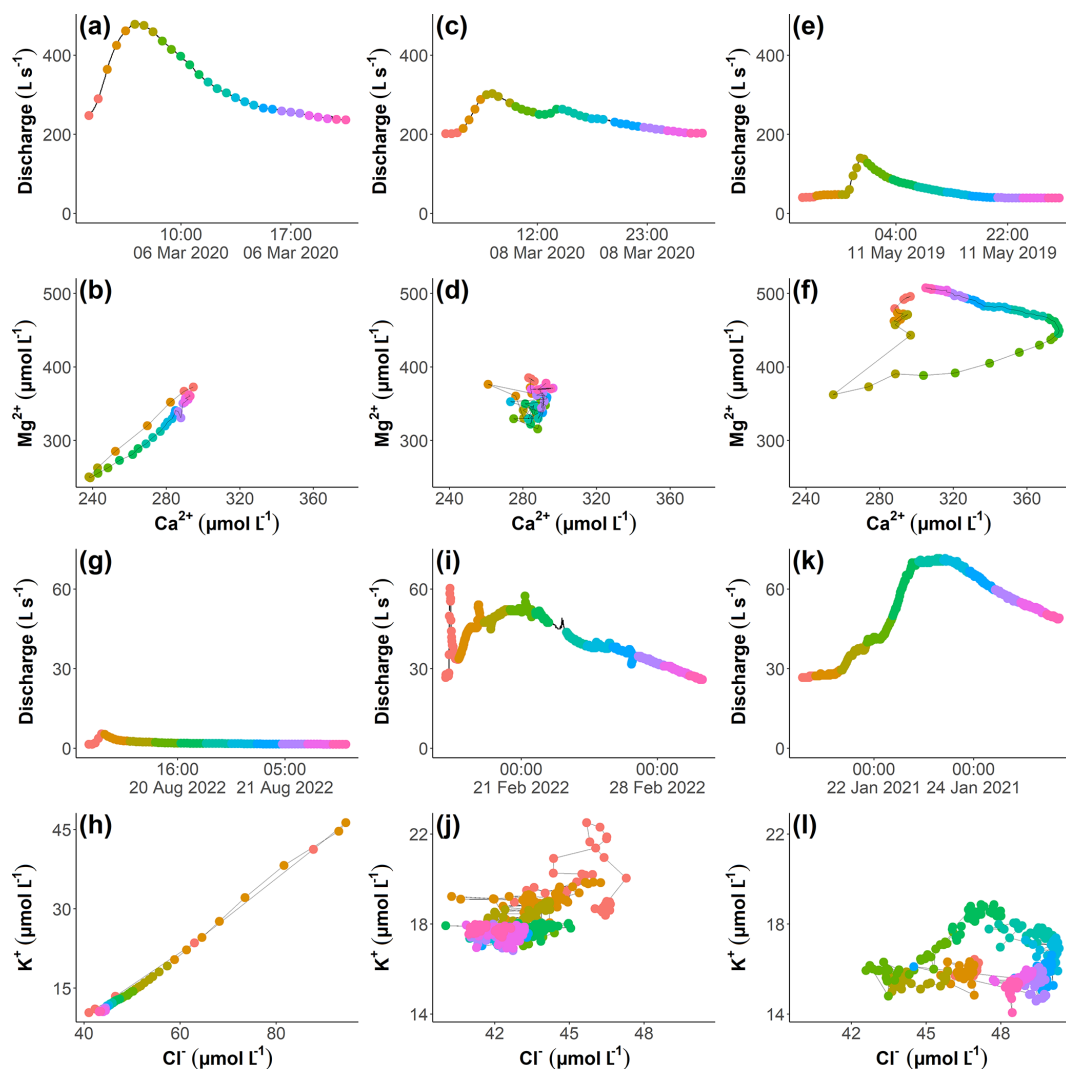 (a)
Discharge (L s⁻¹)
400
200
0
10:00 17:00
06 Mar 2020 06 Mar 2020
(c)
Discharge (L s⁻¹)
400
200
0
12:00 23:00
08 Mar 2020 08 Mar 2020
(e)
Discharge (L s⁻¹)
400
200
0
04:00 22:00
11 May 2019 11 May 2019
(b)
Mg²⁺ (µmol L⁻¹)
500
400
300
240 280 320 360
Ca²⁺ (µmol L⁻¹)
(d)
Mg²⁺ (µmol L⁻¹)
500
400
300
240 280 320 360
Ca²⁺ (µmol L⁻¹)
(f)
Mg²⁺ (µmol L⁻¹)
500
400
300
240 280 320 360
Ca²⁺ (µmol L⁻¹)
(g)
Discharge (L s⁻¹)
60
30
0
16:00 05:00
20 Aug 2022 21 Aug 2022
(i)
Discharge (L s⁻¹)
60
30
0
00:00 00:00
21 Feb 2022 28 Feb 2022
(k)
Discharge (L s⁻¹)
60
30
0
00:00 00:00
22 Jan 2021 24 Jan 2021
(h)
K⁺ (µmol L⁻¹)
45
30
15
40 60 80
Cl⁻ (µmol L⁻¹)
(j)
K⁺ (µmol L⁻¹)
22
18
14
42 45 48
Cl⁻ (µmol L⁻¹)
(l)
K⁺ (µmol L⁻¹)
22
18
14
42 45 48
Cl⁻ (µmol L⁻¹)